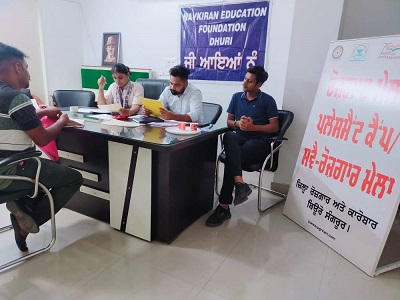 NAVKIRAN EDUCATION
FOUNDATION
DHURI
ਜੀ ਆਇਆਂ ਨੂੰ
ਰੋਜ਼ਗਾਰ ਮੇਲਾ
ਪਲੇਸਮੈਂਟ ਕੈਂਪ/
ਸਵੈ-ਰੋਜ਼ਗਾਰ ਮੇਲਾ
ਜ਼ਿਲ੍ਹਾ ਰੋਜ਼ਗਾਰ ਅਤੇ ਕਾਰੋਬਾਰ
ਬਿਊਰੋ ਸੰਗਰੂਰ।